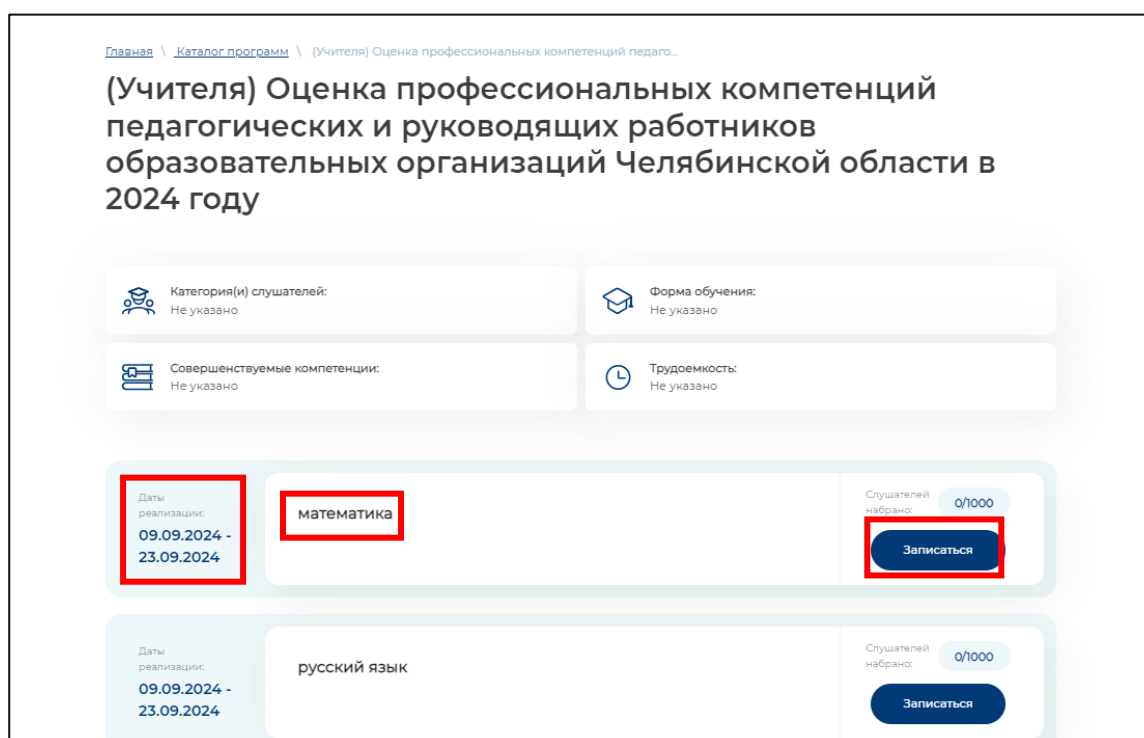 Главная \ Каталог программ \ (Учителя) Оценка профессиональных компетенций педаго...
(Учителя) Оценка профессиональных компетенций
педагогических и руководящих работников
образовательных организаций Челябинской области в
2024 году
Категория(и) слушателей:
Не указано
Форма обучения:
Не указано
Совершенствуемые компетенции:
Не указано
Трудоемкость:
Не указано
Даты
реализации:
09.09.2024 -
23.09.2024
математика
Слушателей
набрано:
0/1000
Записаться
Даты
реализации:
09.09.2024 -
23.09.2024
русский язык
Слушателей
набрано:
0/1000
Записаться